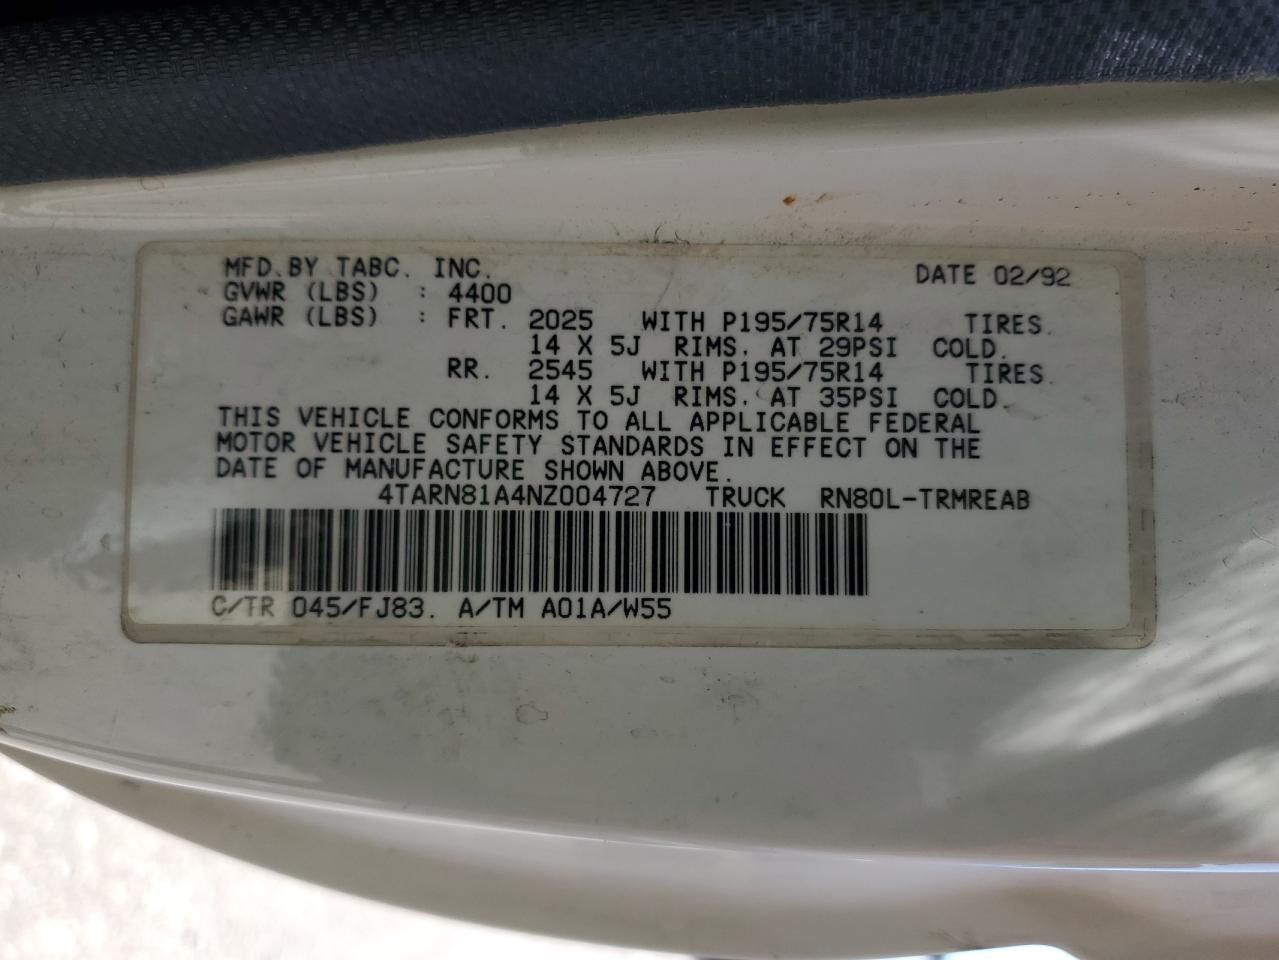 MFD. BY TABC. INC. DATE 02/92
GVWR (LBS) : 4400
GAWR (LBS) : FRT. 2025 WITH P195/75R14 TIRES.
14 X 5J RIMS. AT 29PSI COLD.
RR. 2545 WITH P195/75R14 TIRES.
14 X 5J RIMS. AT 35PSI COLD.
THIS VEHICLE CONFORMS TO ALL APPLICABLE FEDERAL
MOTOR VEHICLE SAFETY STANDARDS IN EFFECT ON THE
DATE OF MANUFACTURE SHOWN ABOVE.
4TARN81A4NZ004727 TRUCK RN80L-TRMREAB
C/TR 045/FJ83. A/TM A01A/W55